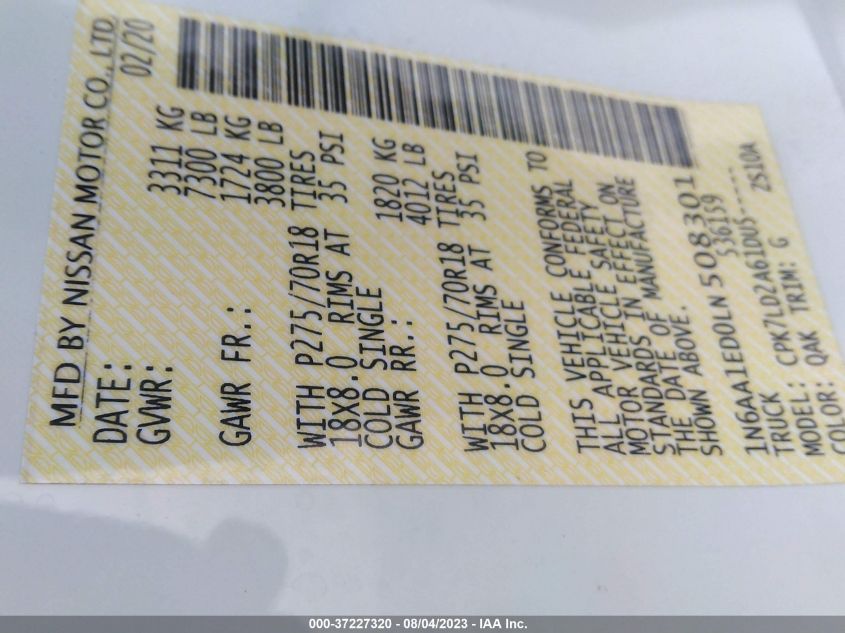 MFD BY NISSAN MOTOR CO., LTD.
DATE: 02/20
GVWR: 3311 KG
7300 LB
GAWR FR.: 1724 KG
3800 LB
WITH P275/70R18 TIRES
18X8.0 RIMS AT 35 PSI
COLD SINGLE
GAWR RR.: 1820 KG
4012 LB
WITH P275/70R18 TIRES
18X8.0 RIMS AT 35 PSI
COLD SINGLE
THIS VEHICLE CONFORMS TO
ALL APPLICABLE FEDERAL
MOTOR VEHICLE SAFETY
STANDARDS IN EFFECT ON
THE DATE OF MANUFACTURE
SHOWN ABOVE.
1N6AA1ED0LN508301
TRUCK 536159
MODEL: CPK7LD2A61DUS-----
COLOR: QAK TRIM: G 2S10A
000-37227320 - 08/04/2023 - IAA Inc.